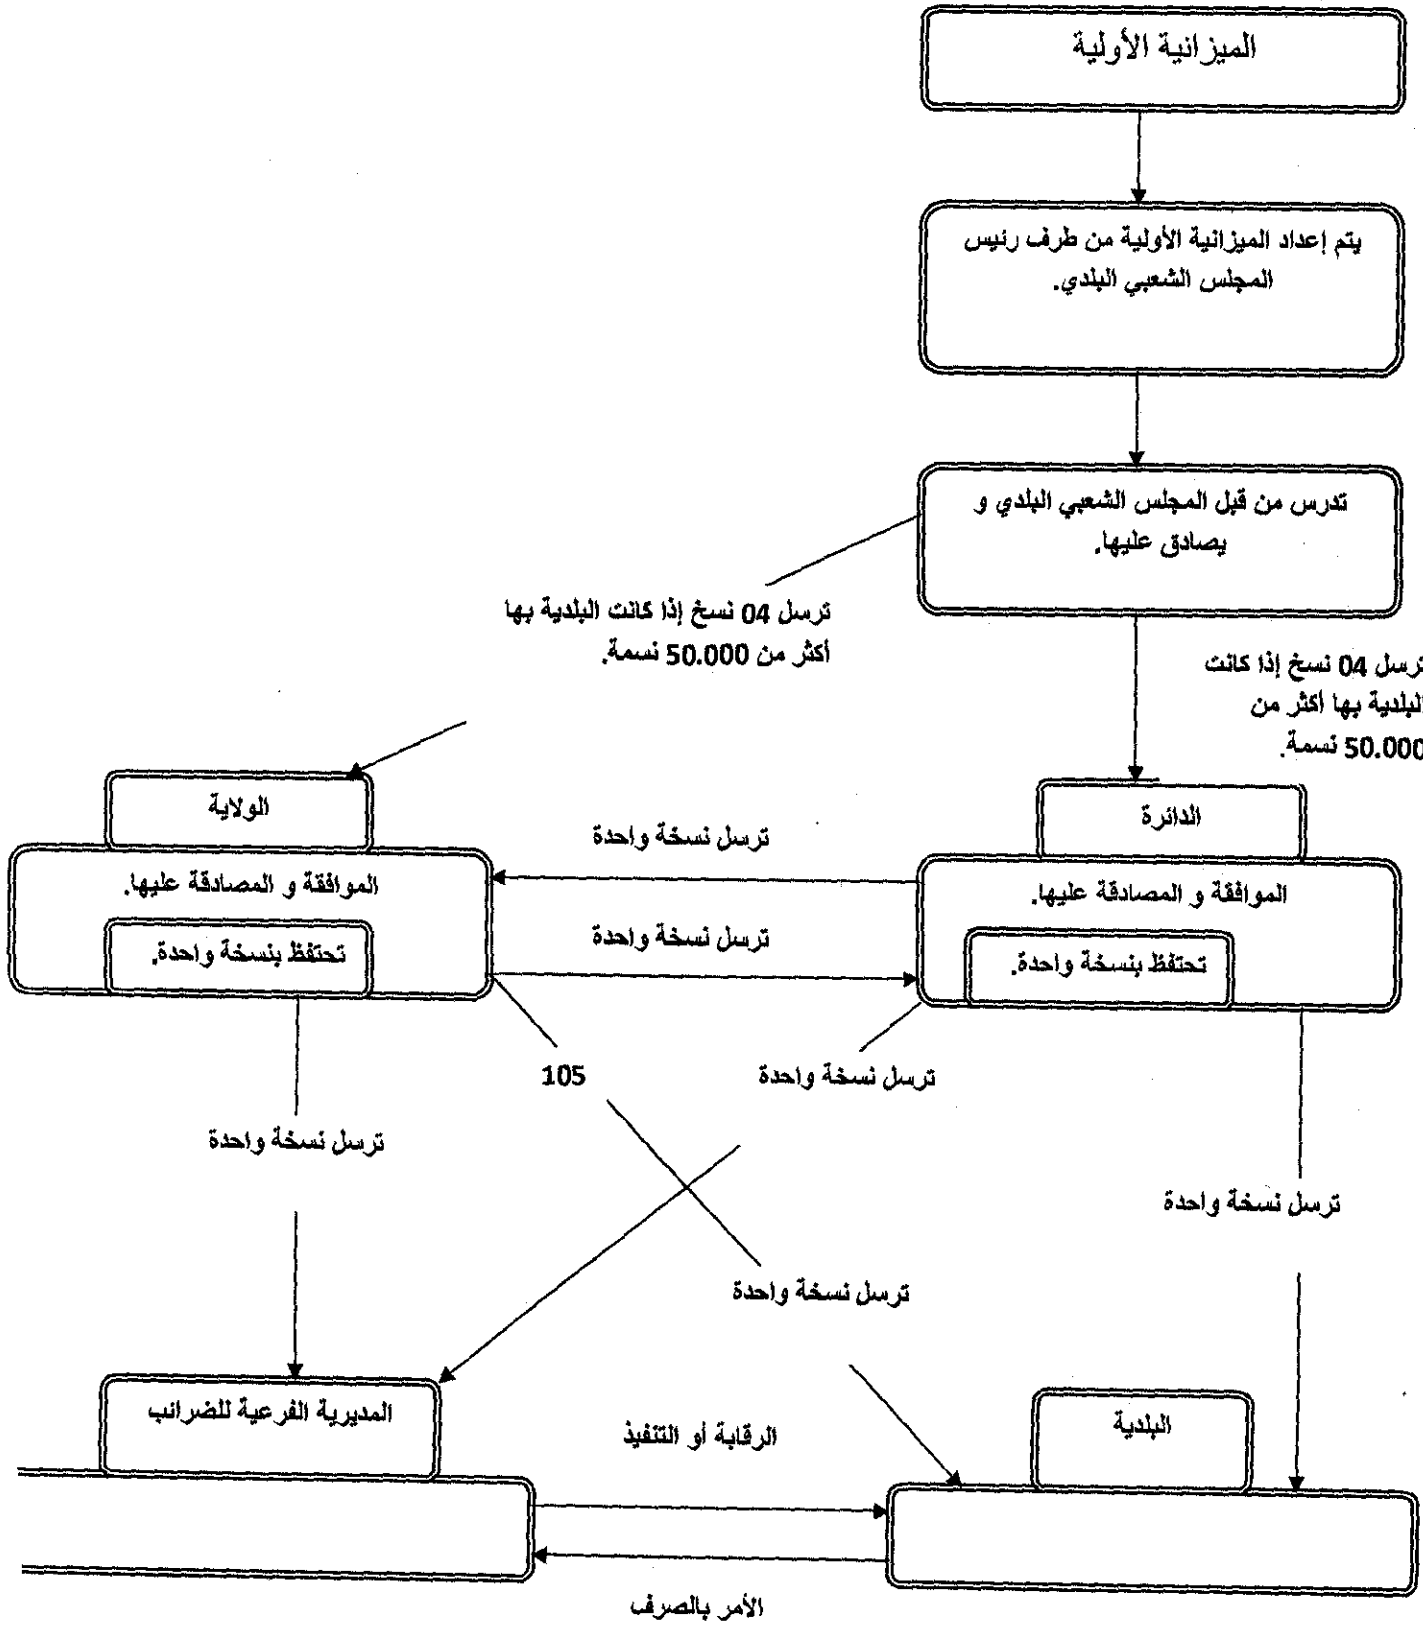 الميزانية الأولية
يتم إعداد الميزانية الأولية من طرف رئيس
المجلس الشعبي البلدي.
تدرس من قبل المجلس الشعبي البلدي و
يصادق عليها.
ترسل 04 نسخ إذا كانت البلدية بها
أكثر من 50.000 نسمة.
ترسل 04 نسخ إذا كانت
البلدية بها أكثر من
50.000 نسمة.
الدائرة
الموافقة و المصادقة عليها.
تحتفظ بنسخة واحدة.
ترسل نسخة واحدة
ترسل نسخة واحدة
الولاية
الموافقة و المصادقة عليها.
تحتفظ بنسخة واحدة.
ترسل نسخة واحدة
105
ترسل نسخة واحدة
ترسل نسخة واحدة
ترسل نسخة واحدة
البلدية
الرقابة أو التنفيذ
المديرية الفرعية للضرائب
الأمر بالصرف